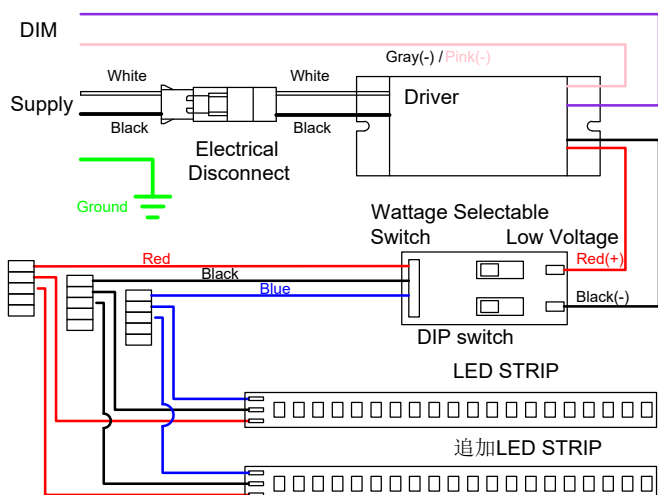 DIM
Gray(-) /Pink(-)
White
White
Driver
Supply
Black
Black
Electrical
Disconnect
Ground
Wattage Selectable
Switch
Low Voltage
Red
Red(+)
Black
Blue
Black(-)
DIP switch
LED STRIP
追加LED STRIP